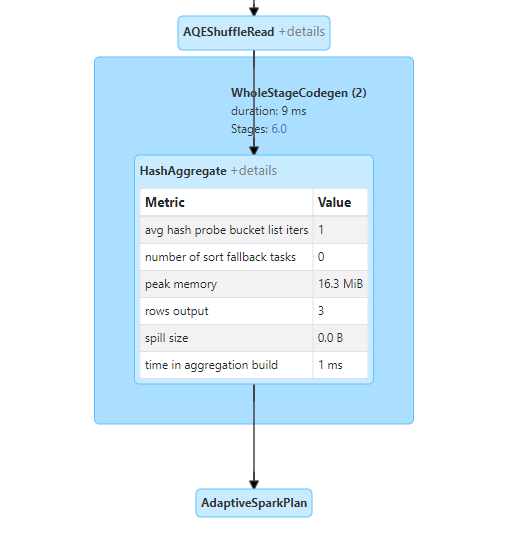 AQEShuffleRead +details
WholeStageCodegen (2)
duration: 9 ms
Stages: 6.0
HashAggregate +details
Metric Value
avg hash probe bucket list iters 1
number of sort fallback tasks 0
peak memory 16.3 MiB
rows output 3
spill size 0.0 B
time in aggregation build 1 ms
AdaptiveSparkPlan